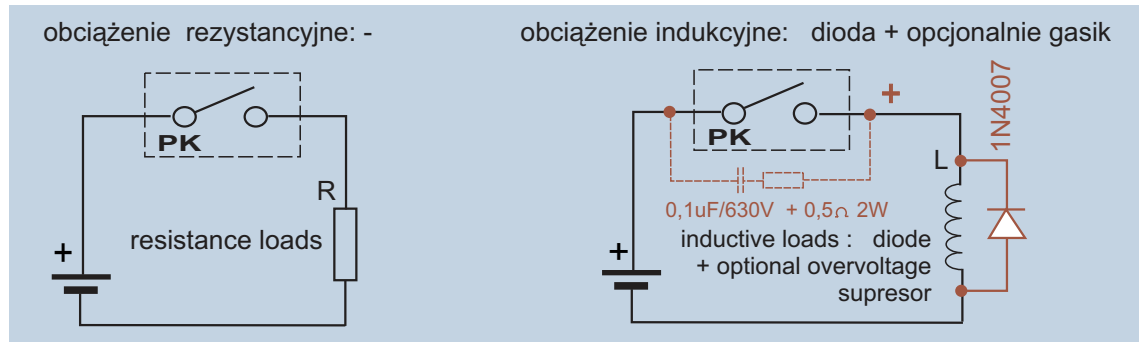 obciążenie rezystancyjne: -
PK
R
+
resistance loads
obciążenie indukcyjne: dioda + opcjonalnie gasik
+
1N4007
PK
L
0,1uF/630V + 0,5Ω 2W
+
inductive loads : diode
+ optional overvoltage
supresor